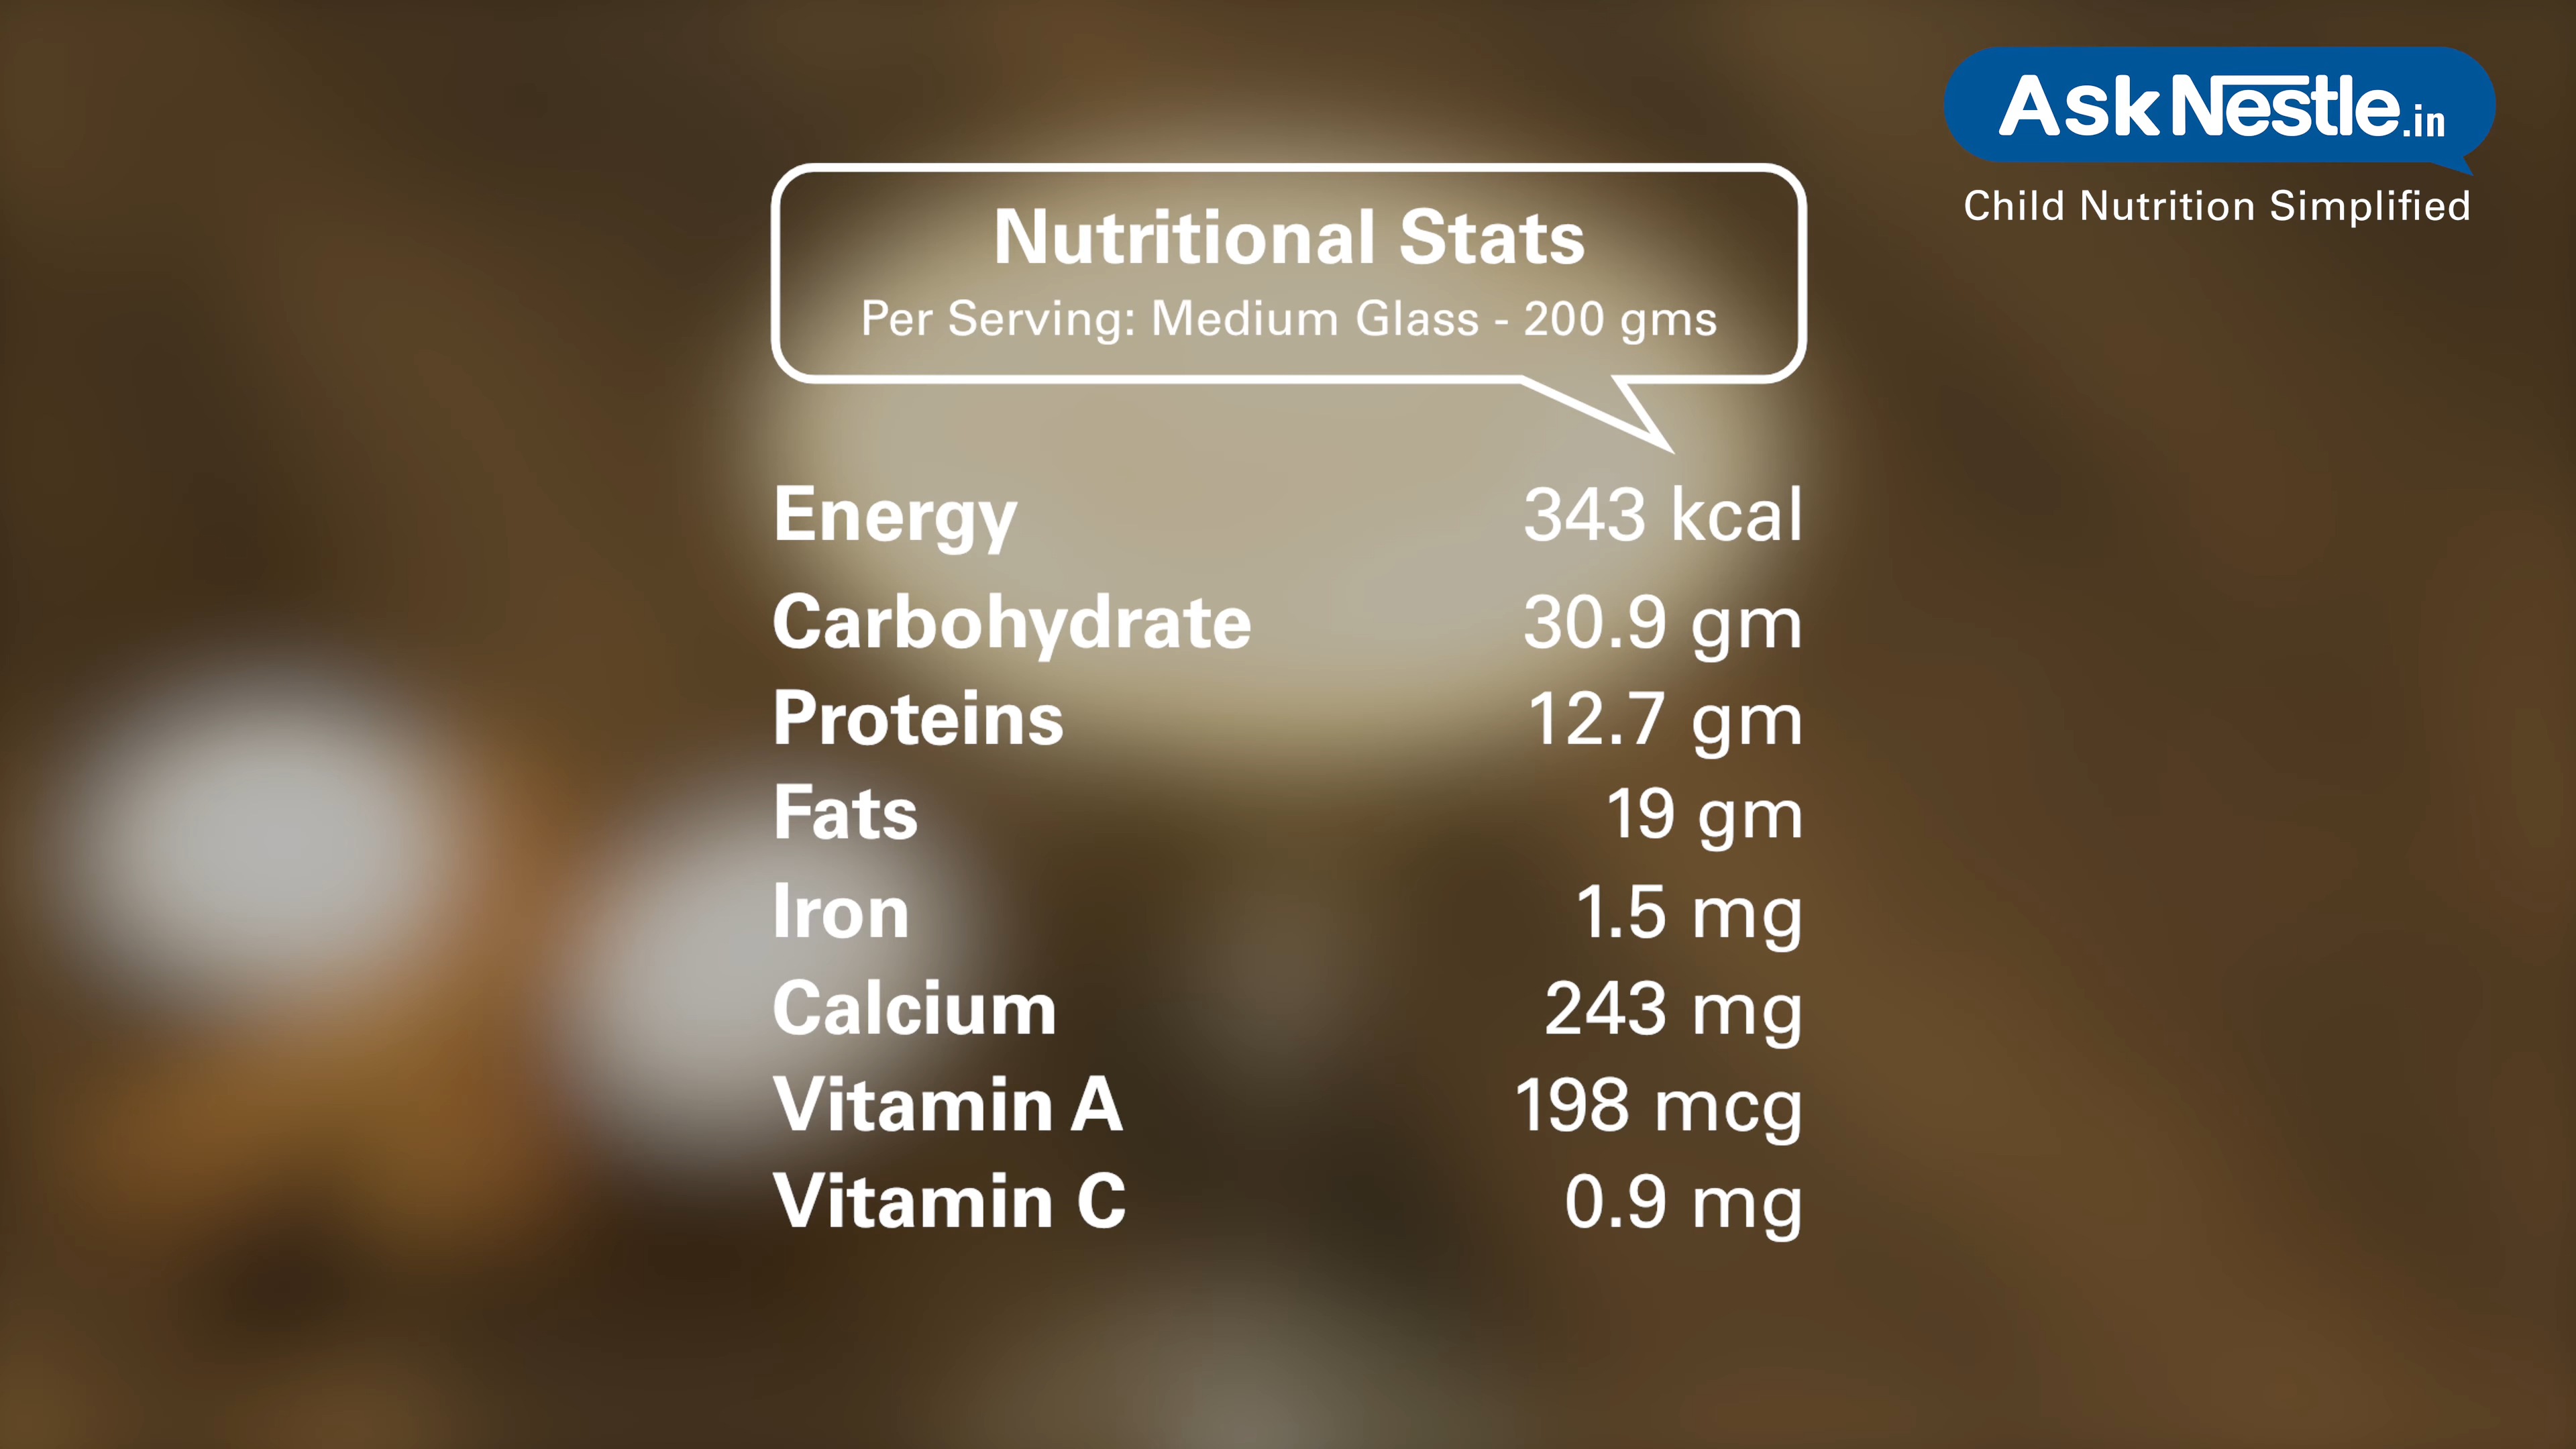 AskNestle.in
Child Nutrition Simplified
Nutritional Stats
Per Serving: Medium Glass - 200 gms
Energy 343 kcal
Carbohydrate 30.9 gm
Proteins 12.7 gm
Fats 19 gm
Iron 1.5 mg
Calcium 243 mg
Vitamin A 198 mcg
Vitamin C 0.9 mg